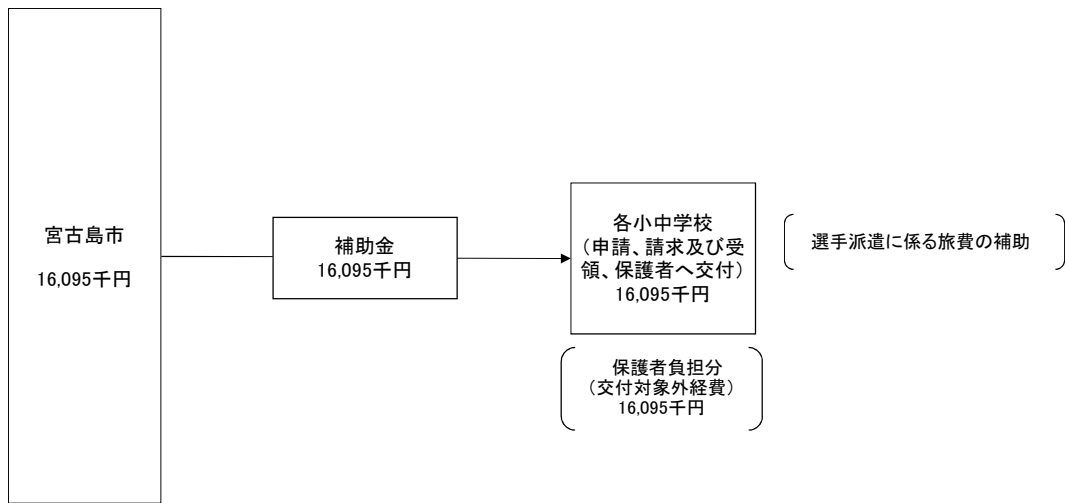 宮古島市
16,095千円
補助金
16,095千円
各小中学校
(申請、請求及び受
領、保護者へ交付)
16,095千円
選手派遣に係る旅費の補助
保護者負担分
(交付対象外経費)
16,095千円